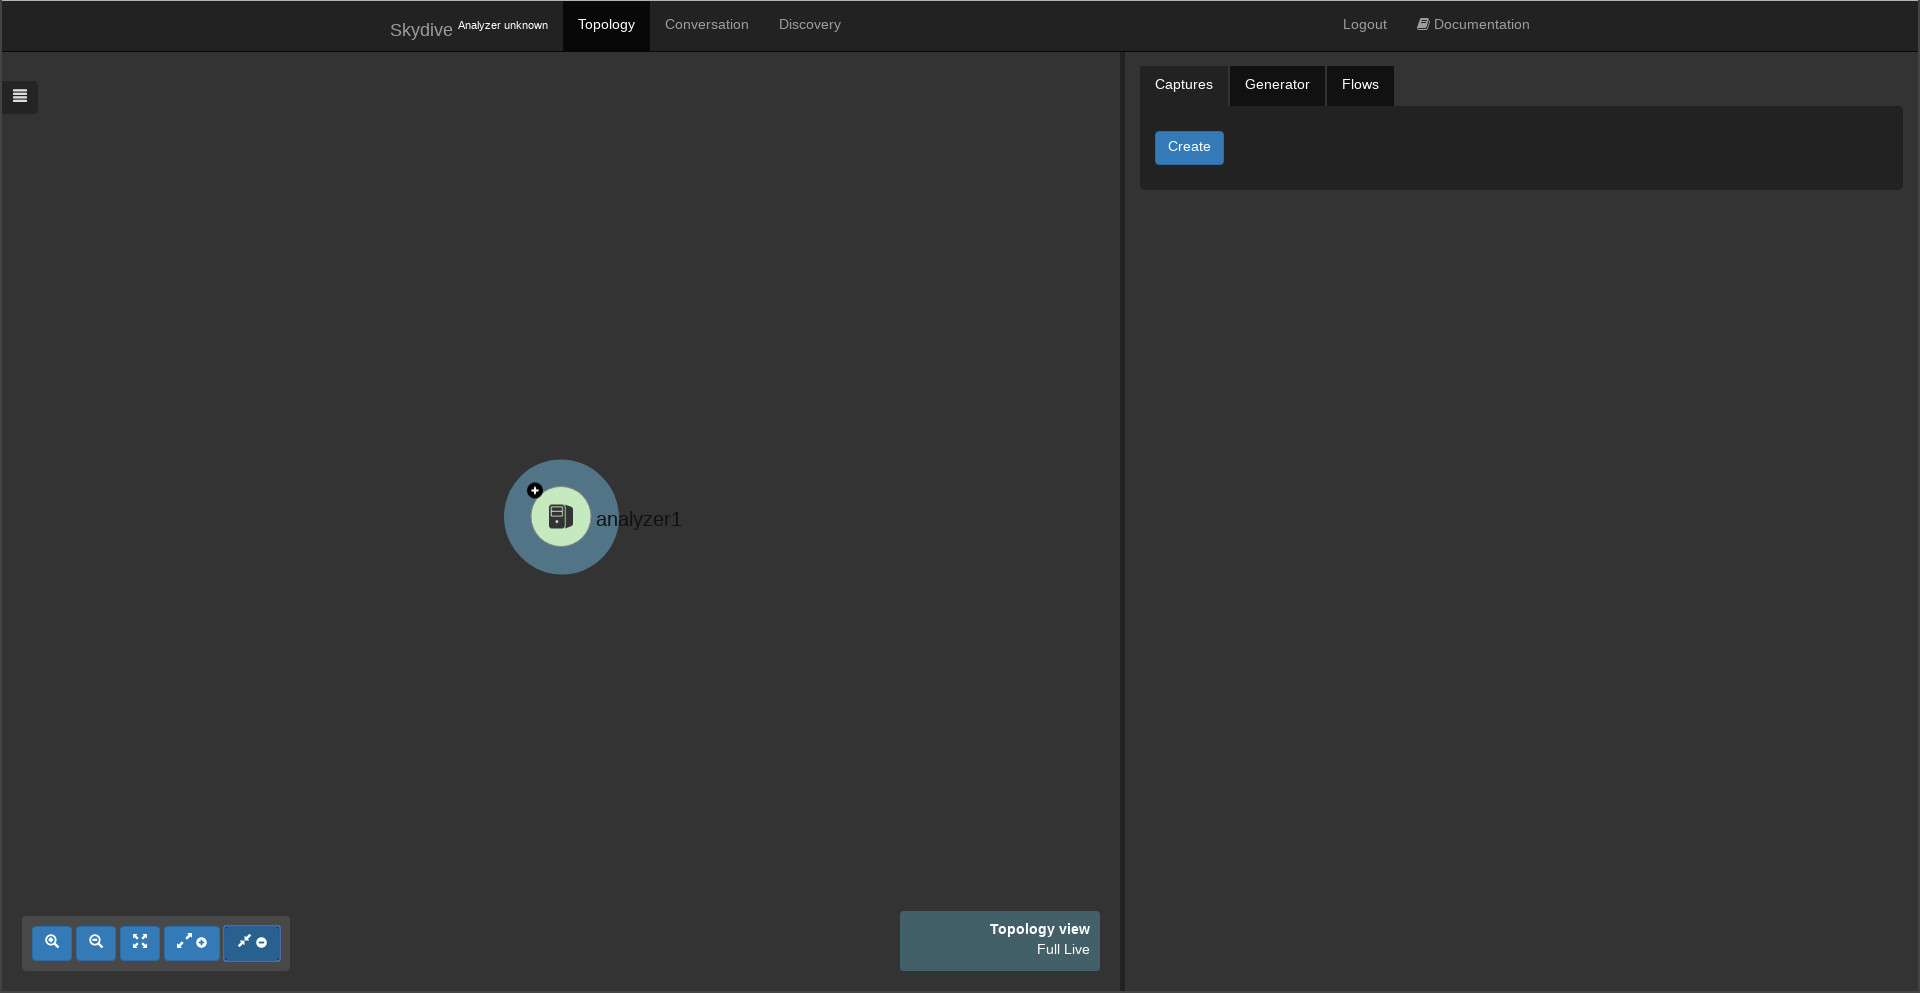 Skydive Analyzer unknown Topology Conversation Discovery Logout Documentation
Captures Generator Flows
Create
analyzer1
Topology view
Full Live